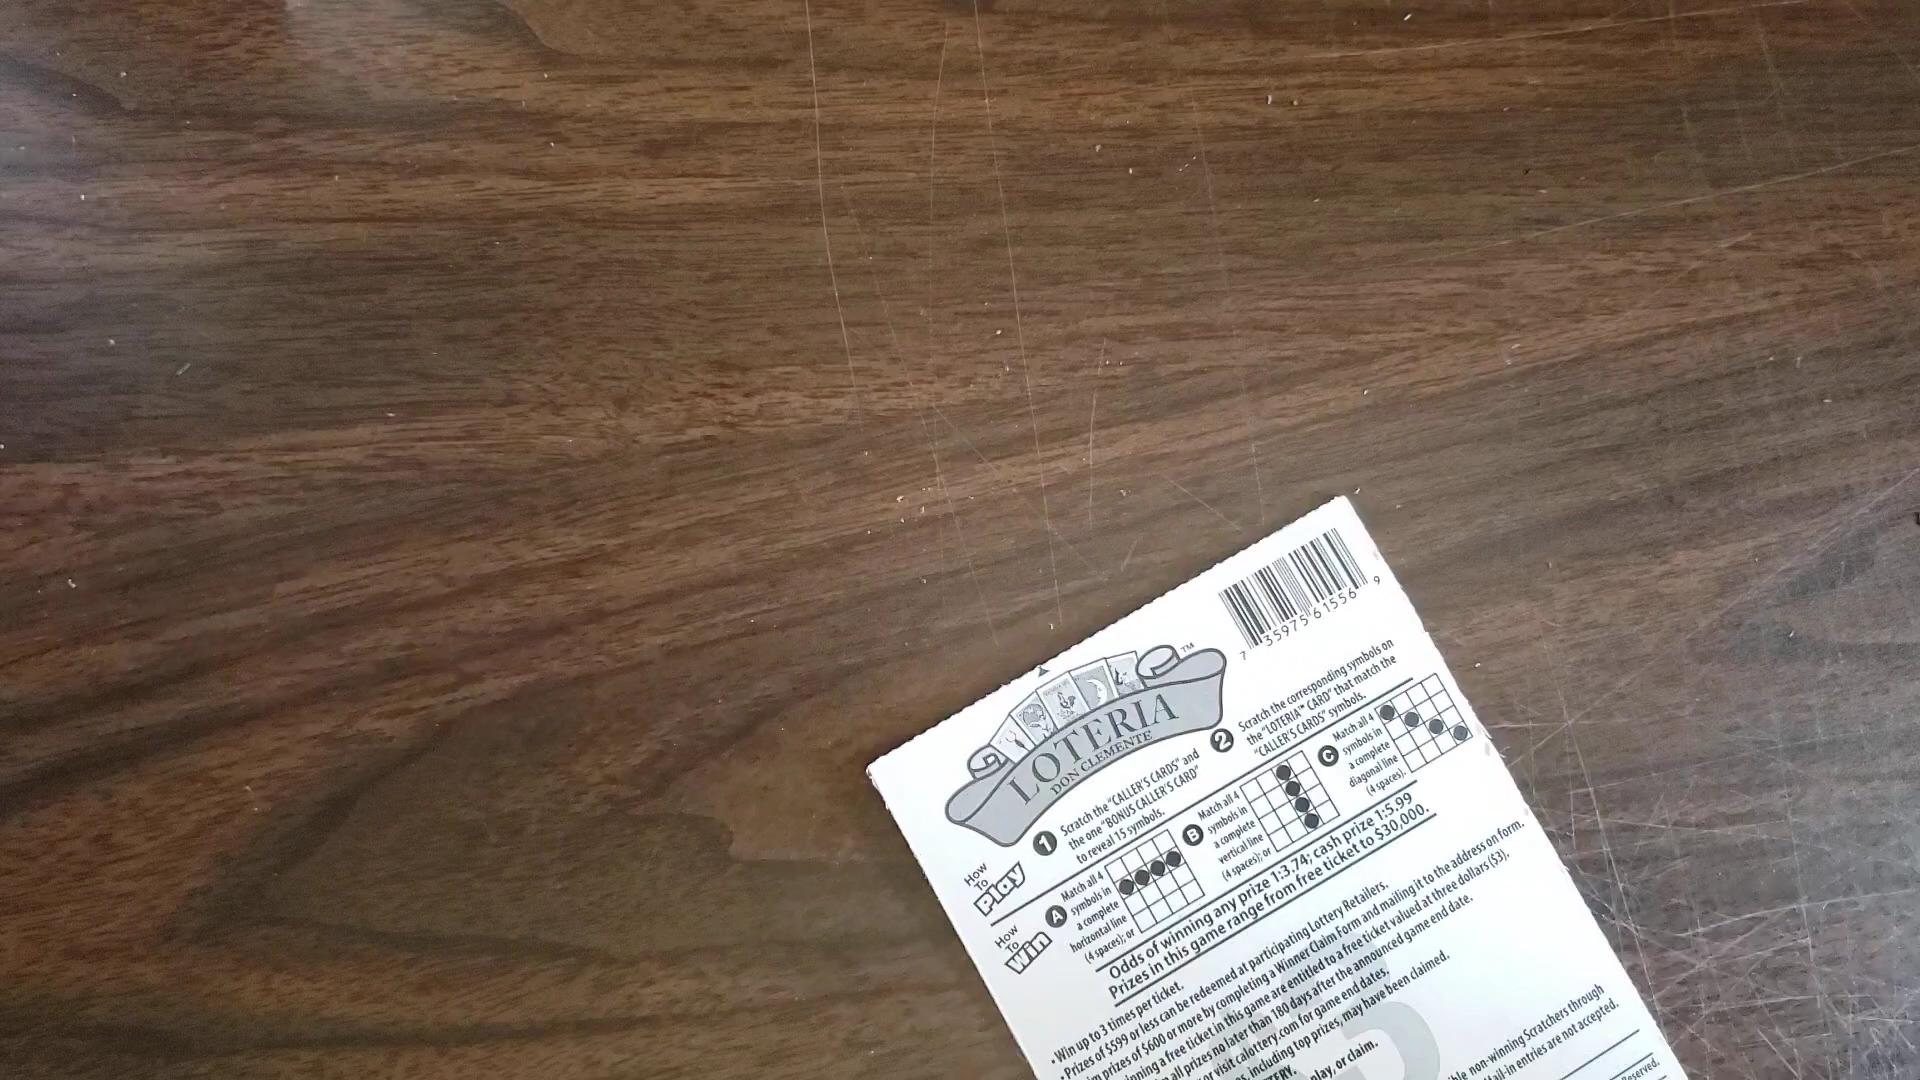 7 35975 61556 9
LOTERIA™
DON CLEMENTE
How
To
Play
1 Scratch the "CALLER'S CARDS" and
the one "BONUS CALLER'S CARD"
to reveal 15 symbols.
2 Scratch the corresponding symbols on
the "LOTERIA™ CARD" that match the
"CALLER'S CARDS" symbols.
How
To
Win
A Match all 4
symbols in
a complete
horizontal line
(4 spaces); or
B Match all 4
symbols in
a complete
vertical line
(4 spaces); or
C Match all 4
symbols in
a complete
diagonal line
(4 spaces).
Odds of winning any prize 1:3.74; cash prize 1:5.99
Prizes in this game range from free ticket to $30,000.
• Win up to 3 times per ticket.
• Prizes of $599 or less can be redeemed at participating Lottery Retailers.
prizes of $600 or more by completing a Winner Claim Form and mailing it to the address on form.
a free ticket in this game are entitled to a free ticket valued at three dollars ($3).
all prizes no later than 180 days after the announced game end date.
or visit calottery.com for game end dates.
including top prizes, may have been claimed.
play, or claim.
$3
non-winning Scratchers through
entries are not accepted.
Reserved.